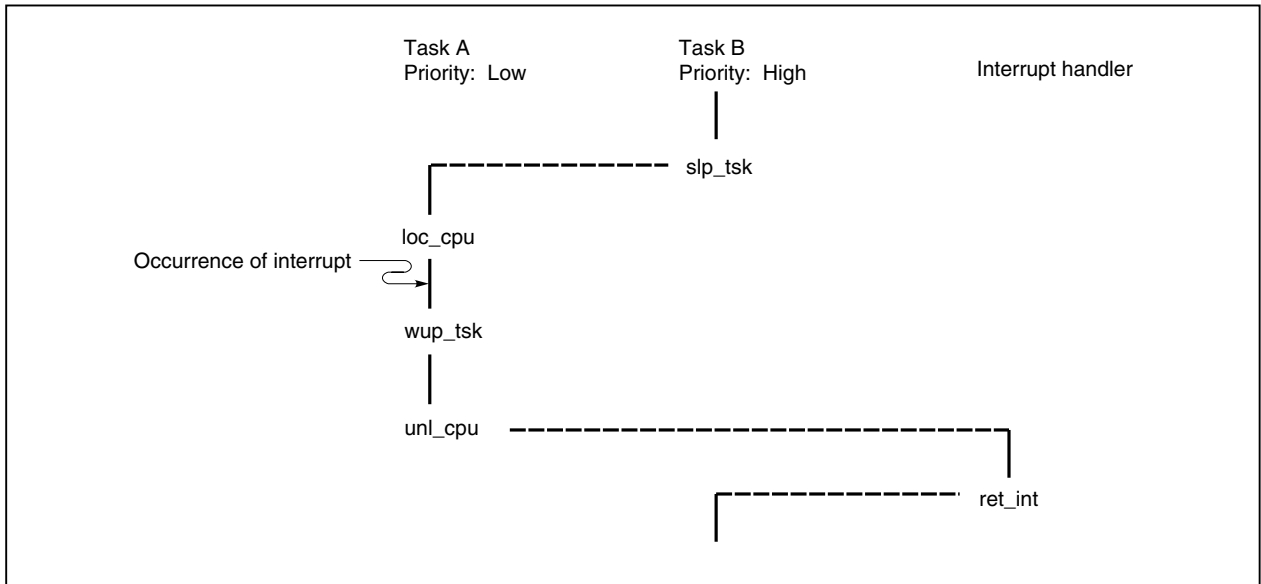 Task A
Priority: Low
Task B
Priority: High
Interrupt handler
slp_tsk
loc_cpu
Occurrence of interrupt
wup_tsk
unl_cpu
ret_int